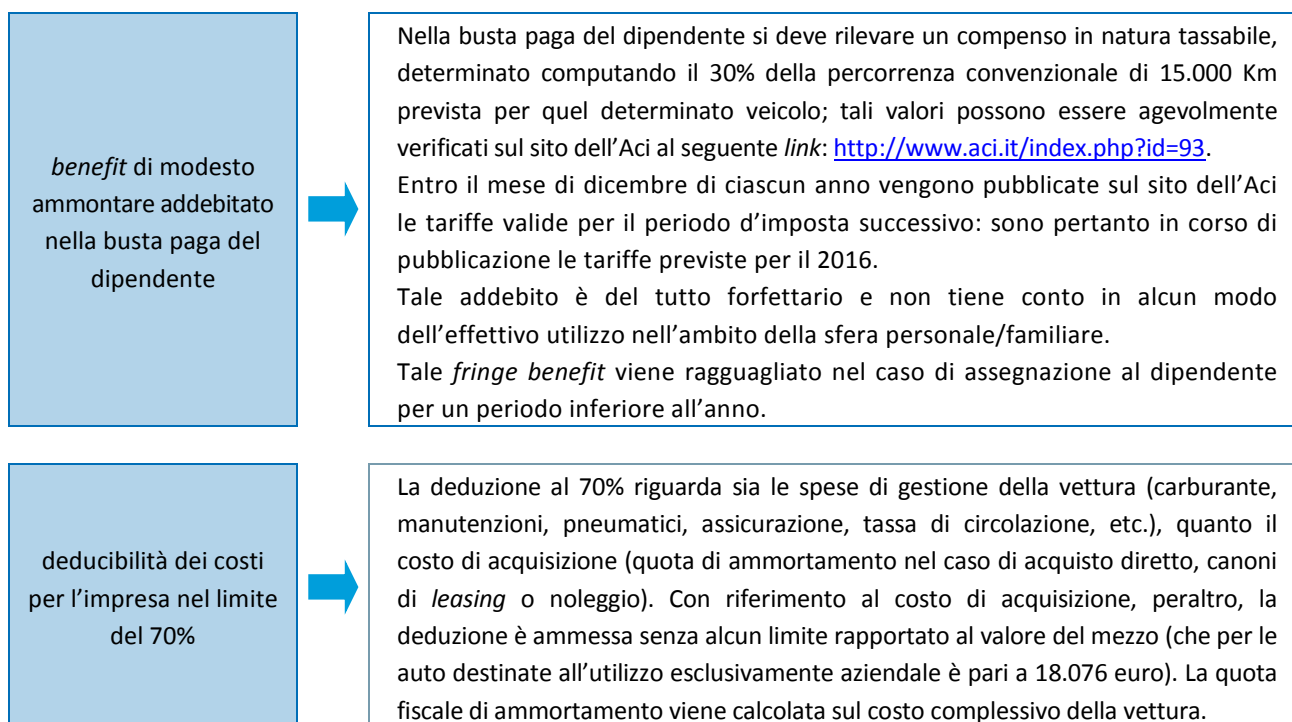 benefit di modesto
ammontare addebitato
nella busta paga del
dipendente
Nella busta paga del dipendente si deve rilevare un compenso in natura tassabile,
determinato computando il 30% della percorrenza convenzionale di 15.000 Km
prevista per quel determinato veicolo; tali valori possono essere agevolmente
verificati sul sito dell’Aci al seguente link: http://www.aci.it/index.php?id=93.
Entro il mese di dicembre di ciascun anno vengono pubblicate sul sito dell’Aci
le tariffe valide per il periodo d’imposta successivo: sono pertanto in corso di
pubblicazione le tariffe previste per il 2016.
Tale addebito è del tutto forfettario e non tiene conto in alcun modo
dell’effettivo utilizzo nell’ambito della sfera personale/familiare.
Tale fringe benefit viene ragguagliato nel caso di assegnazione al dipendente
per un periodo inferiore all’anno.
deducibilità dei costi
per l’impresa nel limite
del 70%
La deduzione al 70% riguarda sia le spese di gestione della vettura (carburante,
manutenzioni, pneumatici, assicurazione, tassa di circolazione, etc.), quanto il
costo di acquisizione (quota di ammortamento nel caso di acquisto diretto, canoni
di leasing o noleggio). Con riferimento al costo di acquisizione, peraltro, la
deduzione è ammessa senza alcun limite rapportato al valore del mezzo (che per le
auto destinate all’utilizzo esclusivamente aziendale è pari a 18.076 euro). La quota
fiscale di ammortamento viene calcolata sul costo complessivo della vettura.